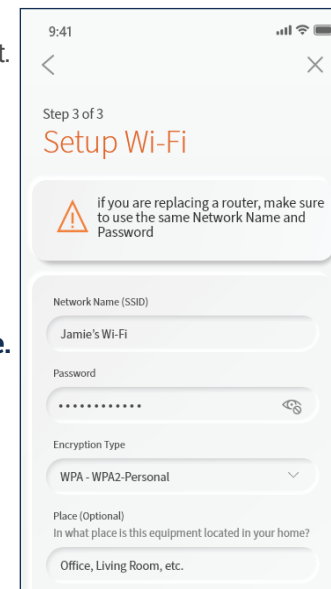 9:41
t.
Step 3 of 3
Setup Wi-Fi
if you are replacing a router, make sure
to use the same Network Name and
Password
Network Name (SSID)
Jamie's Wi-Fi
Password
••••••••••••
e.
Encryption Type
WPA - WPA2-Personal
Place (Optional)
In what place is this equipment located in your home?
Office, Living Room, etc.